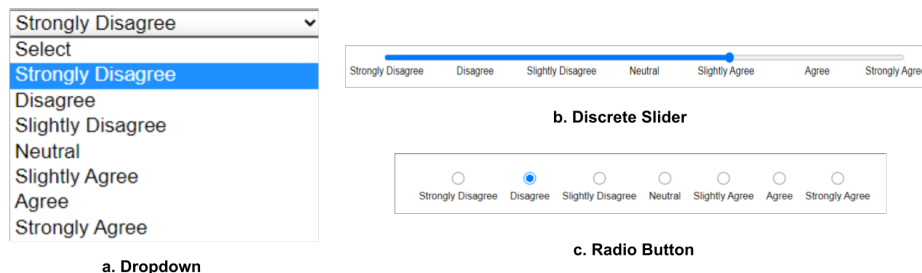 Strongly Disagree
Select
Strongly Disagree
Disagree
Slightly Disagree
Neutral
Slightly Agree
Agree
Strongly Agree
a. Dropdown
Strongly Disagree Disagree Slightly Disagree Neutral Slightly Agree Agree Strongly Agree
b. Discrete Slider
Strongly Disagree Disagree Slightly Disagree Neutral Slightly Agree Agree Strongly Agree
c. Radio Button